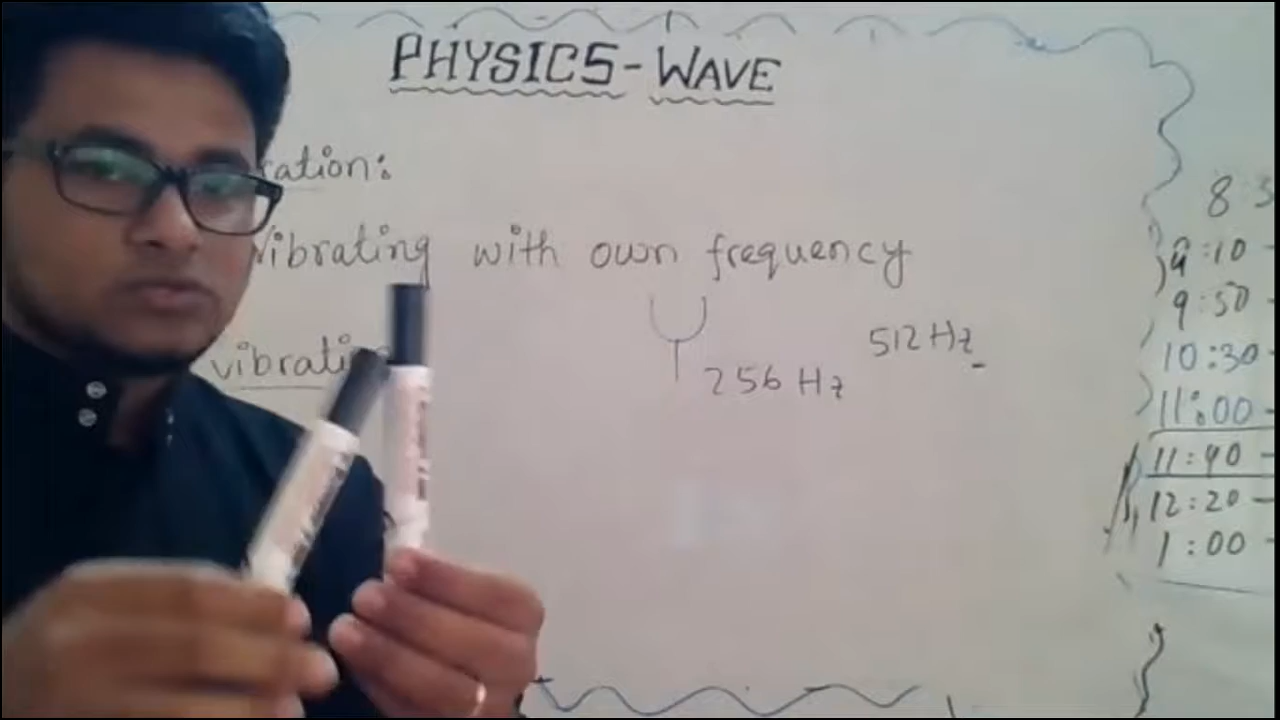 PHYSICS - WAVE
ration:
Vibrating with own frequency
512 Hz
vibratin
256 Hz
8:3
9:10
9:50
10:30
11:00
11:40
12:20
1:00